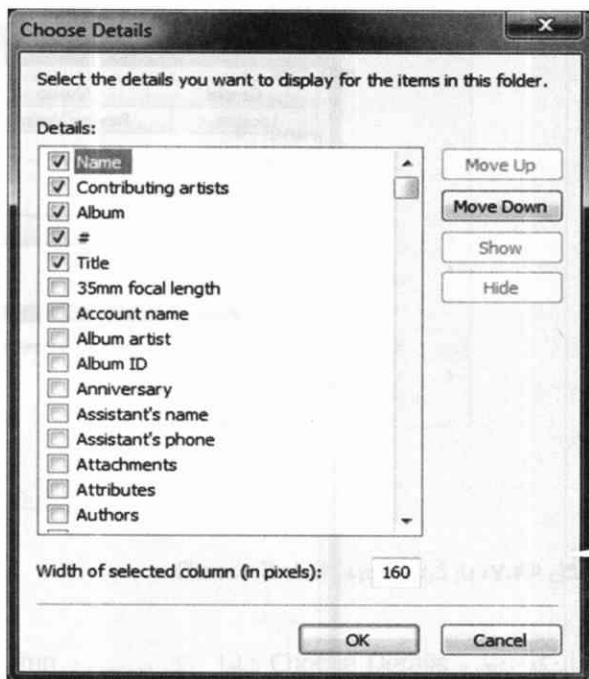 Choose Details
Select the details you want to display for the items in this folder.
Details:
Name
Contributing artists
Album
#
Title
35mm focal length
Account name
Album artist
Album ID
Anniversary
Assistant's name
Assistant's phone
Attachments
Attributes
Authors
Move Up
Move Down
Show
Hide
Width of selected column (in pixels): 160
OK
Cancel